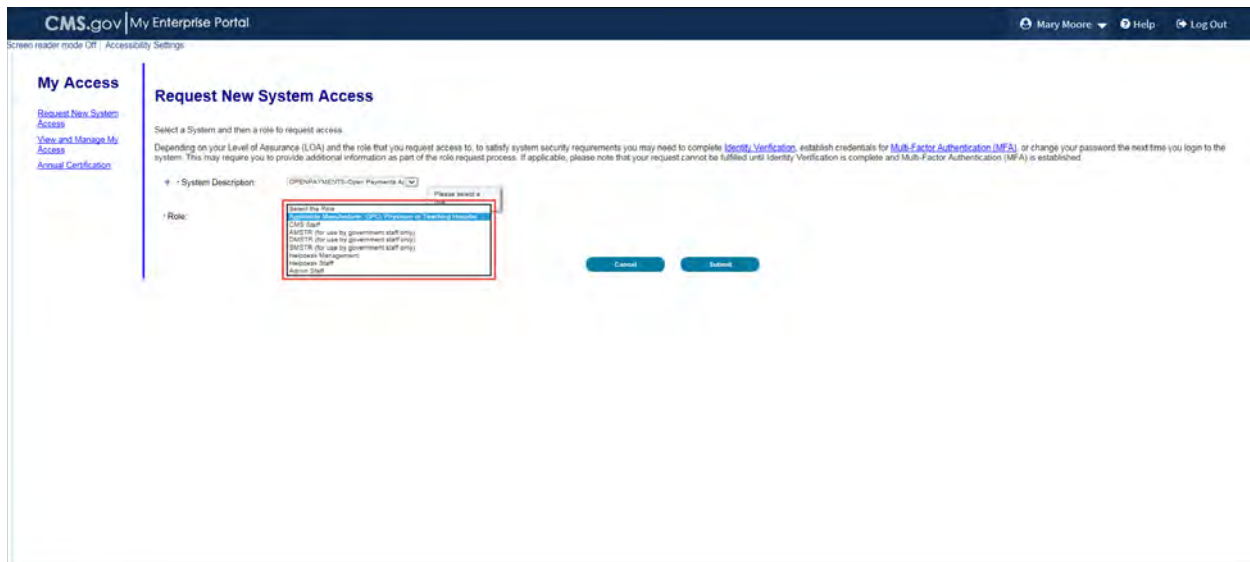 CMS.gov | My Enterprise Portal
Mary Moore
Help
Log Out
Screen reader mode Off | Accessibility Settings
My Access
Request New System
Access
View and Manage My
Access
Annual Certification
Request New System Access
Select a System and then a role to request access
Depending on your Level of Assurance (LOA) and the role that you request access to, to satisfy system security requirements you may need to complete Identity Verification, establish credentials for Multi-Factor Authentication (MFA), or change your password the next time you login to the
system. This may require you to provide additional information as part of the role request process. If applicable, please note that your request cannot be fulfilled until Identity Verification is complete and Multi-Factor Authentication (MFA) is established
System Description:
OPENPAYMENTS-Open Payments A
Please select a
Role:
Select the Role
Applicable Manufacturer, GPO, Physician or Teaching Hospital
CMS Staff
AMSTR (for use by government staff only)
DMSTR (for use by government staff only)
BMSTR (for use by government staff only)
Helpdesk Management
Helpdesk Staff
Admin Staff
Cancel
Submit